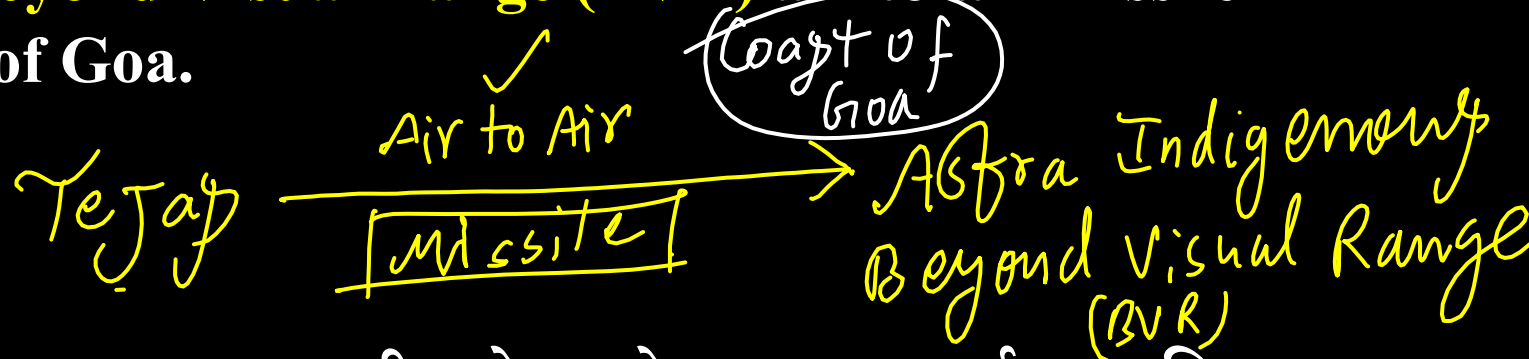 of Goa.
Coast of
Goa
Air to Air
Tejas
Missile
Astra Indigenous
Beyond Visual Range
(BVR)